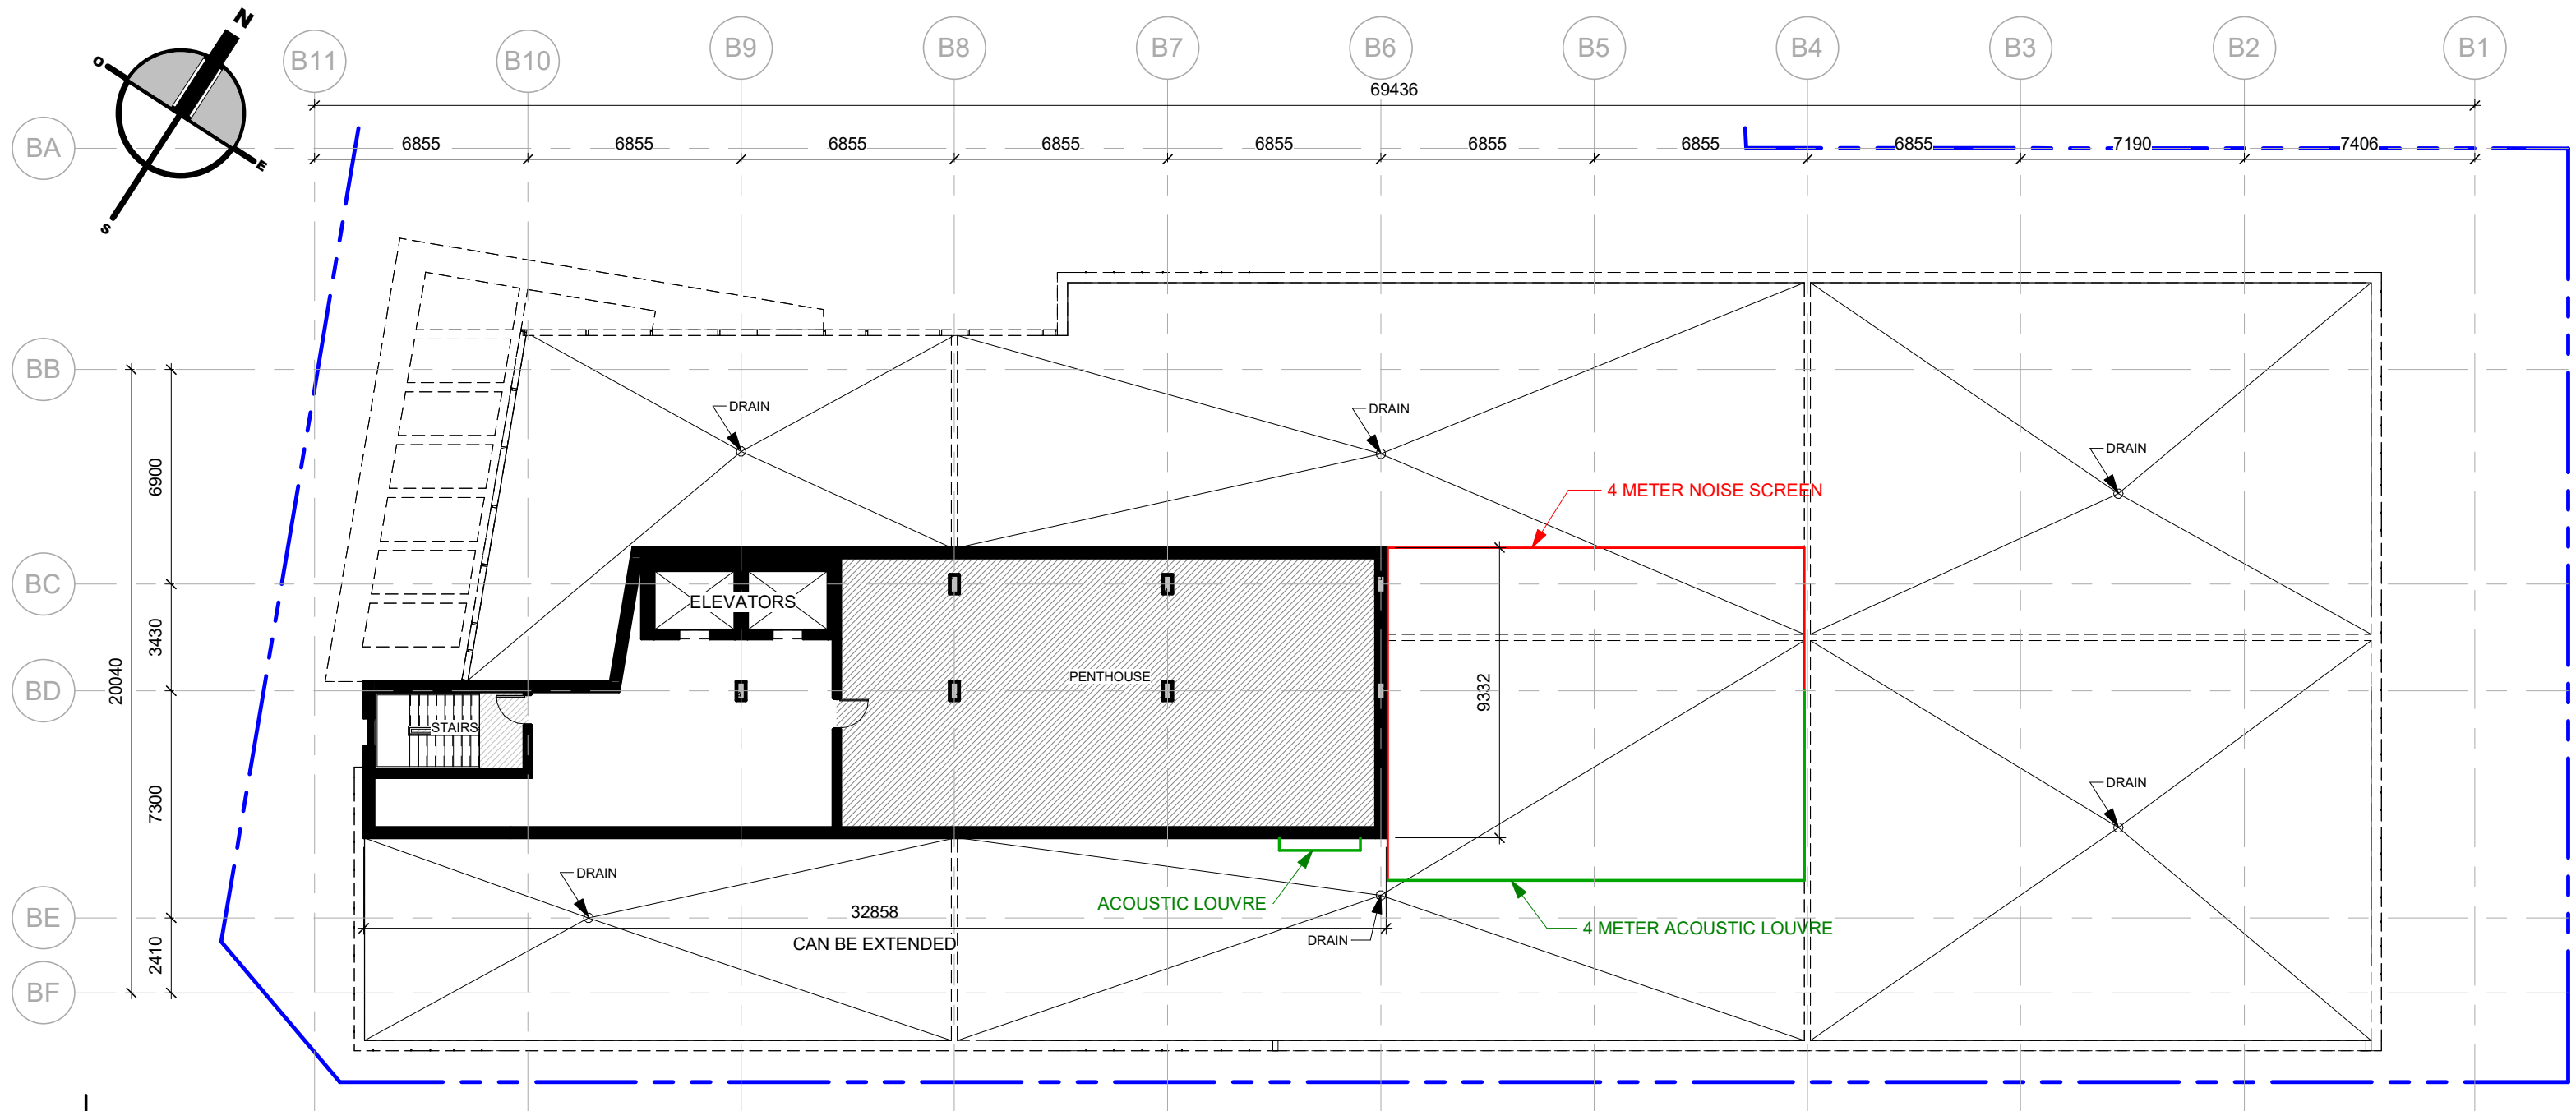 N
O
E
S
B11
B10
B9
B8
B7
B6
B5
B4
B3
B2
B1
69436
BA
6855
6855
6855
6855
6855
6855
6855
6855
7190
7406
BB
DRAIN
DRAIN
DRAIN
6900
4 METER NOISE SCREEN
BC
ELEVATORS
3430
20040
BD
PENTHOUSE
9332
STAIRS
7300
DRAIN
DRAIN
ACOUSTIC LOUVRE
BE
32858
CAN BE EXTENDED
4 METER ACOUSTIC LOUVRE
DRAIN
2410
BF